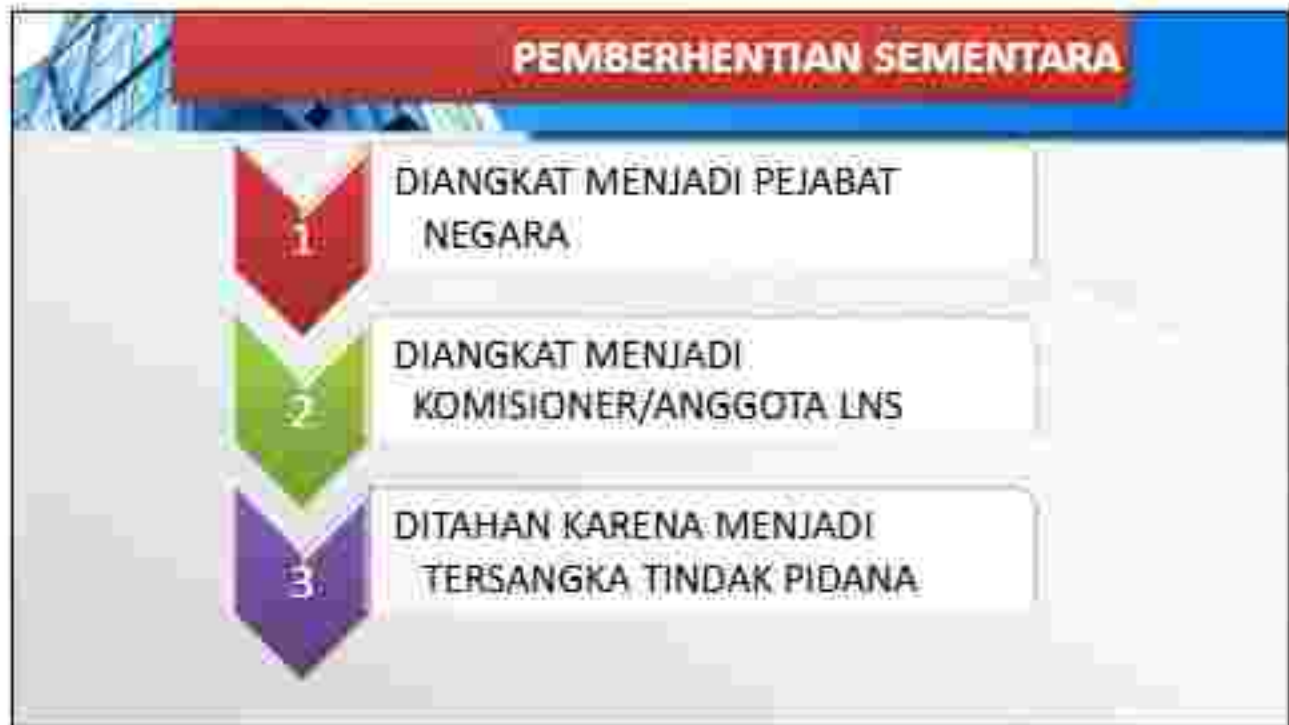 PEMBERHENTIAN SEMENTARA
1
DIANGKAT MENJADI PEJABAT
NEGARA
2
DIANGKAT MENJADI
KOMISIONER/ANGGOTA LNS
3
DITAHAN KARENA MENJADI
TERSANGKA TINDAK PIDANA